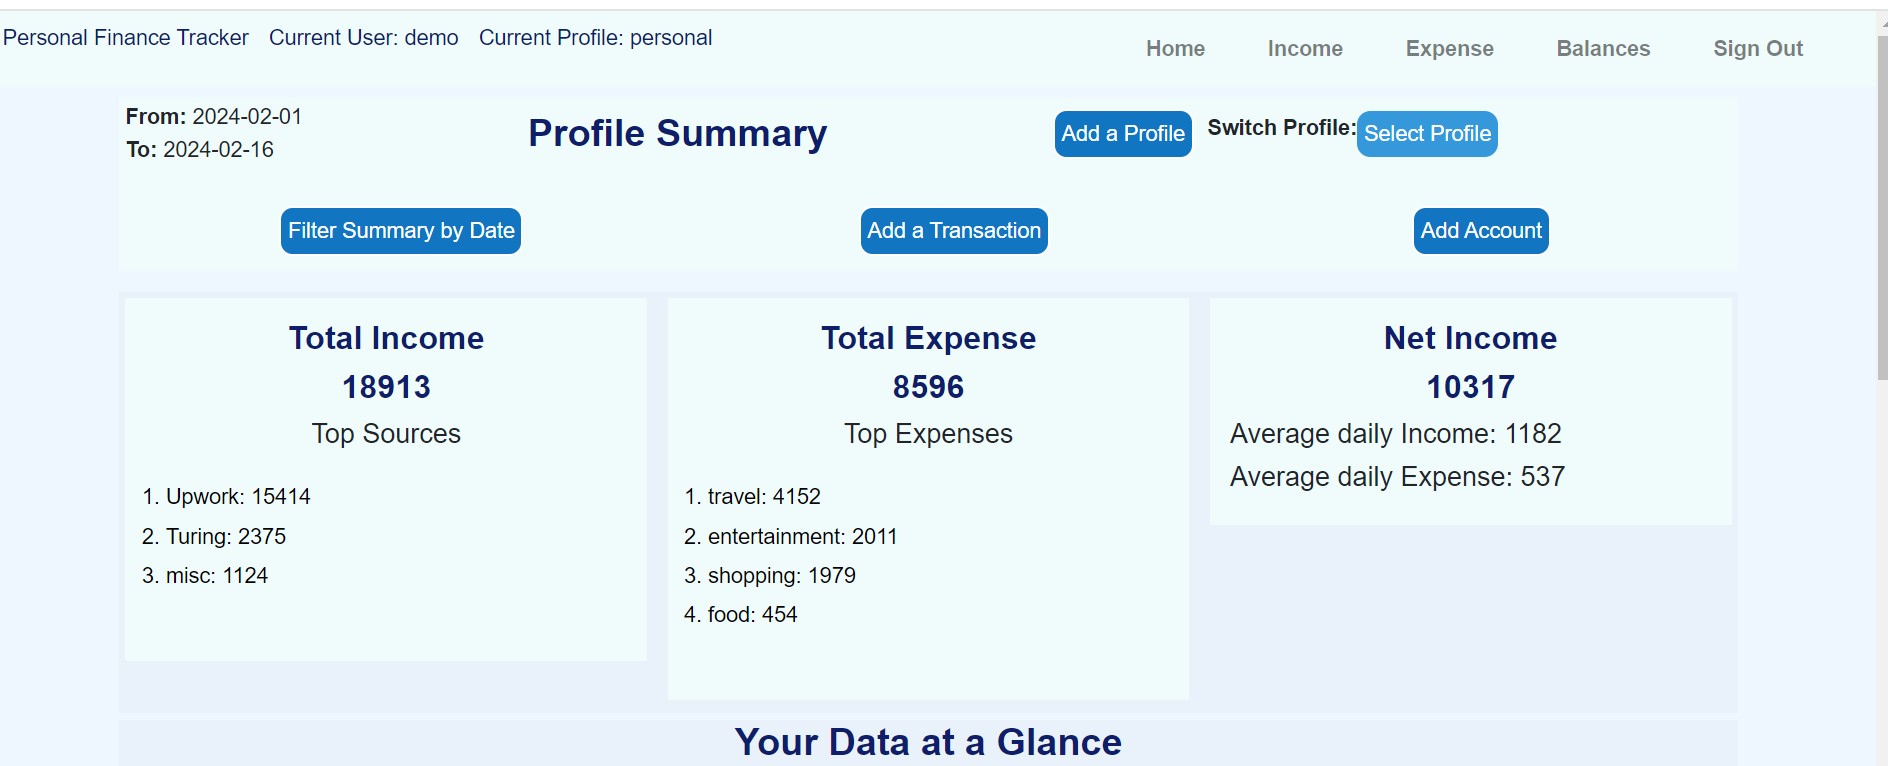 Personal Finance Tracker Current User: demo Current Profile: personal
Home Income Expense Balances Sign Out
From: 2024-02-01
To: 2024-02-16
Profile Summary
Add a Profile Switch Profile: Select Profile
Filter Summary by Date Add a Transaction Add Account
Total Income
18913
Top Sources
1. Upwork: 15414
2. Turing: 2375
3. misc: 1124
Total Expense
8596
Top Expenses
1. travel: 4152
2. entertainment: 2011
3. shopping: 1979
4. food: 454
Net Income
10317
Average daily Income: 1182
Average daily Expense: 537
Your Data at a Glance